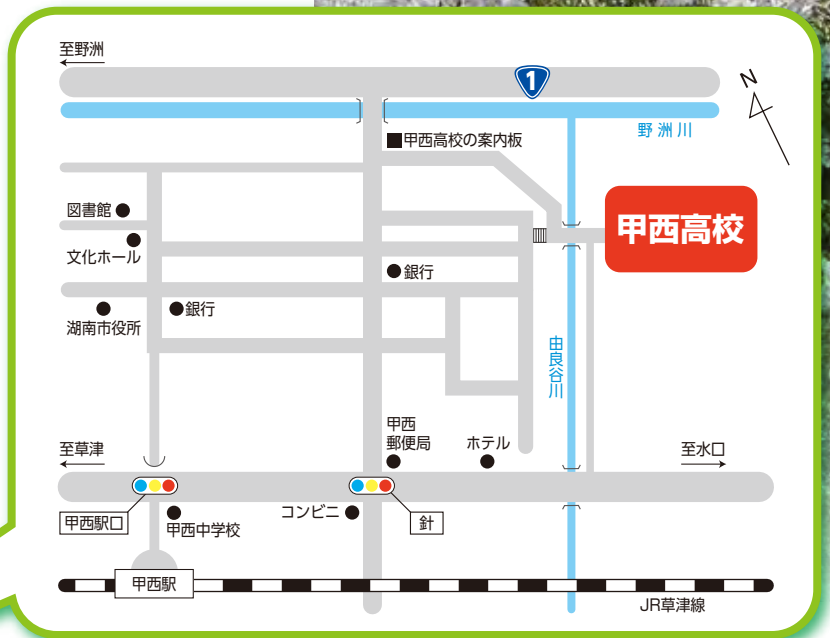 至野洲
1
N
野洲川
甲西高校の案内板
図書館
甲西高校
文化ホール
銀行
湖南市役所
銀行
由良谷川
甲西
郵便局
ホテル
至草津
至水口
甲西駅口
甲西中学校
コンビニ
針
甲西駅
JR草津線